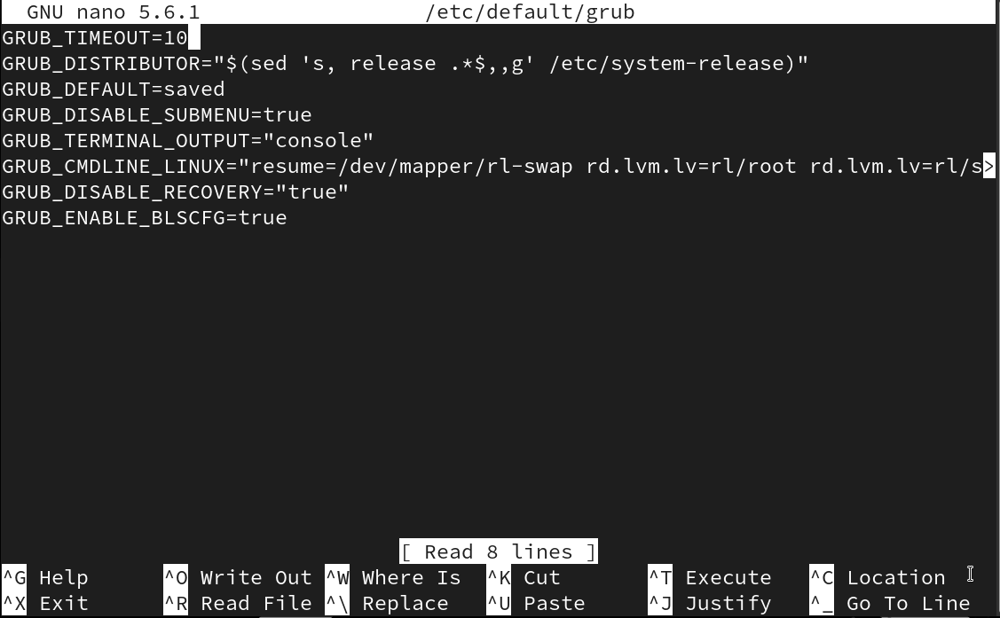 GNU nano 5.6.1 /etc/default/grub
GRUB_TIMEOUT=10
GRUB_DISTRIBUTOR="$(sed 's, release .*$,,g' /etc/system-release)"
GRUB_DEFAULT=saved
GRUB_DISABLE_SUBMENU=true
GRUB_TERMINAL_OUTPUT="console"
GRUB_CMDLINE_LINUX="resume=/dev/mapper/rl-swap rd.lvm.lv=rl/root rd.lvm.lv=rl/s>
GRUB_DISABLE_RECOVERY="true"
GRUB_ENABLE_BLSCFG=true
[ Read 8 lines ]
^G Help ^O Write Out ^W Where Is ^K Cut ^T Execute ^C Location
^X Exit ^R Read File ^\ Replace ^U Paste ^J Justify ^_ Go To Line